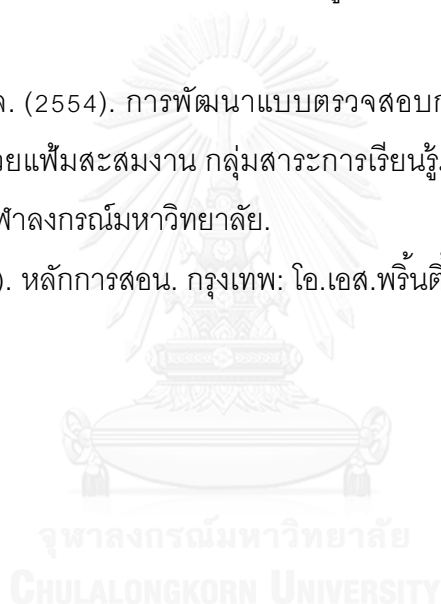 ล. (2554). การพัฒนาแบบตรวจสอบ
วยแฟ้มสะสมงาน กลุ่มสาระการเรียนรู้
ฬาลงกรณ์มหาวิทยาลัย.
). หลักการสอน. กรุงเทพ: โอ.เอส.พริ้นติ้
จุฬาลงกรณ์มหาวิทยาลัย
CHULALONGKORN UNIVERSITY